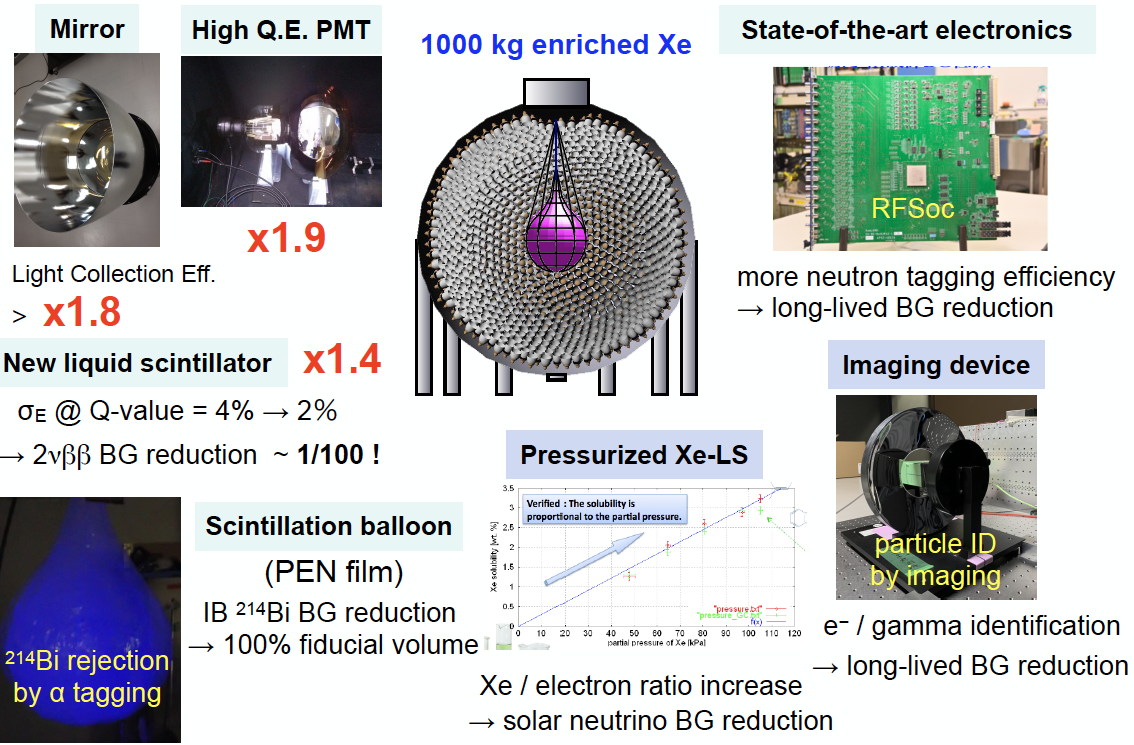 Mirror
High Q.E. PMT
x1.9
Light Collection Eff.
> x1.8
1000 kg enriched Xe
State-of-the-art electronics
RFSoc
more neutron tagging efficiency
→ long-lived BG reduction
New liquid scintillator
x1.4
σE @ Q-value = 4% → 2%
→ 2νββ BG reduction ~ 1/100 !
Imaging device
particle ID
by imaging
e⁻ / gamma identification
→ long-lived BG reduction
²¹⁴Bi rejection
by α tagging
Scintillation balloon
(PEN film)
IB ²¹⁴Bi BG reduction
→ 100% fiducial volume
Pressurized Xe-LS
Verified : The solubility is
proportional to the partial pressure.
Xe solubility [wt. %]
3.5
3
2.5
2
1.5
1
0.5
0
0 10 20 30 40 50 60 70 80 90 100 110 120
partial pressure of Xe [kPa]
"pressure.txt"
"pressure_GC.txt"
f(x)
Xe / electron ratio increase
→ solar neutrino BG reduction